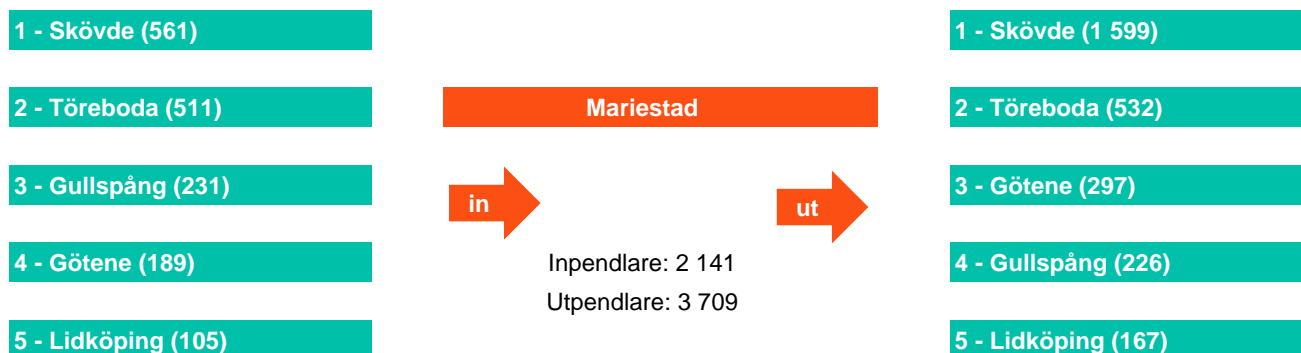 1 - Skövde (561)
2 - Töreboda (511)
3 - Gullspång (231)
4 - Götene (189)
5 - Lidköping (105)
Mariestad
in
ut
Inpendlare: 2 141
Utpendlare: 3 709
1 - Skövde (1 599)
2 - Töreboda (532)
3 - Götene (297)
4 - Gullspång (226)
5 - Lidköping (167)